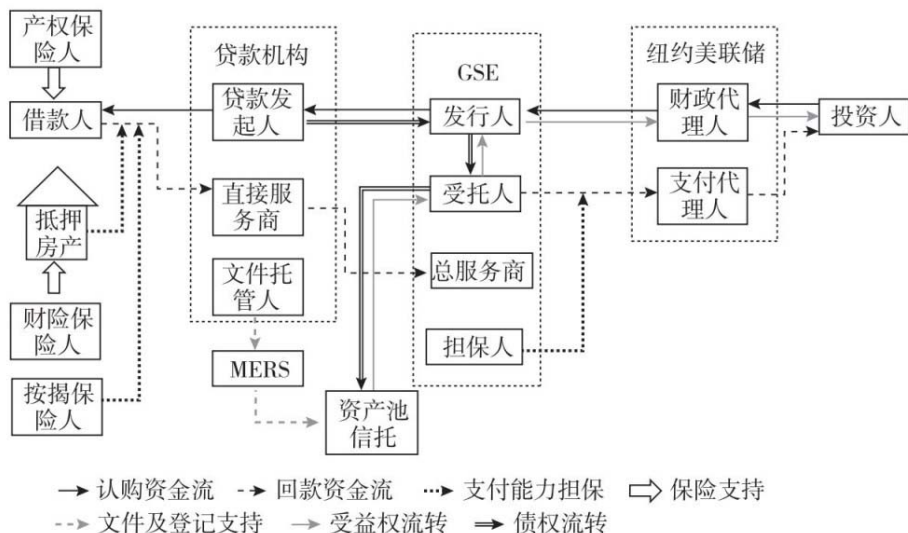 产权保
险人
贷款机构
GSE
纽约美联储
借款人
贷款发
起人
发行人
财政代
理人
投资人
抵押
房产
直接服
务商
受托人
支付代
理人
文件托
管人
总服务商
财险保
险人
MERS
担保人
按揭保
险人
资产池
信托
认购资金流
回款资金流
支付能力担保
保险支持
文件及登记支持
受益权流转
债权流转